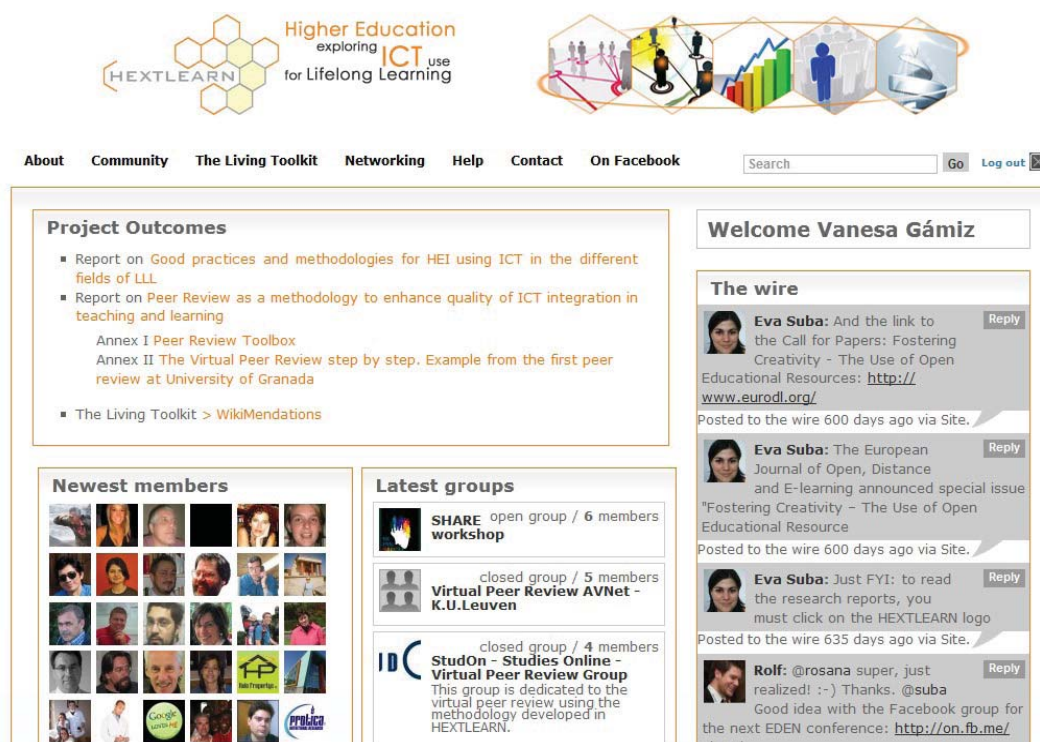 Higher Education
exploring
ICT use
for Lifelong Learning
HEXTLEARN
About Community The Living Toolkit Networking Help Contact On Facebook
Search Go Log out
Project Outcomes
Report on Good practices and methodologies for HEI using ICT in the different
fields of LLL
Report on Peer Review as a methodology to enhance quality of ICT integration in
teaching and learning
Annex I Peer Review Toolbox
Annex II The Virtual Peer Review step by step. Example from the first peer
review at University of Granada
The Living Toolkit > WikiMendations
Newest members
Google
LOVES ME
protica
Latest groups
SHARE open group / 6 members
workshop
closed group / 5 members
Virtual Peer Review AVNet -
K.U.Leuven
closed group / 4 members
StudOn - Studies Online -
Virtual Peer Review Group
This group is dedicated to the
virtual peer review using the
methodology developed in
HEXTLEARN.
Welcome Vanesa Gámiz
The wire
Eva Suba: And the link to Reply
the Call for Papers: Fostering
Creativity - The Use of Open
Educational Resources: http://
www.eurodl.org/
Posted to the wire 600 days ago via Site.
Eva Suba: The European Reply
Journal of Open, Distance
and E-learning announced special issue
"Fostering Creativity – The Use of Open
Educational Resource
Posted to the wire 600 days ago via Site.
Eva Suba: Just FYI: to read Reply
the research reports, you
must click on the HEXTLEARN logo
Posted to the wire 635 days ago via Site.
Rolf: @rosana super, just Reply
realized! :-) Thanks. @suba
Good idea with the Facebook group for
the next EDEN conference: http://on.fb.me/